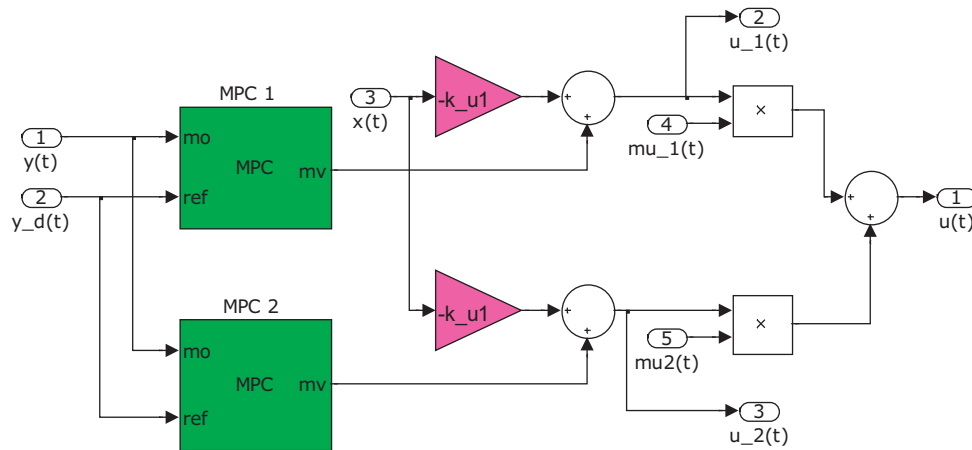 2
u_1(t)
MPC 1
3
-k_u1
+
+
×
x(t)
4
mu_1(t)
1
y(t)
mo
MPC
mv
2
y_d(t)
ref
+
+
1
u(t)
MPC 2
-k_u1
+
+
×
5
mu2(t)
mo
MPC
mv
ref
3
u_2(t)